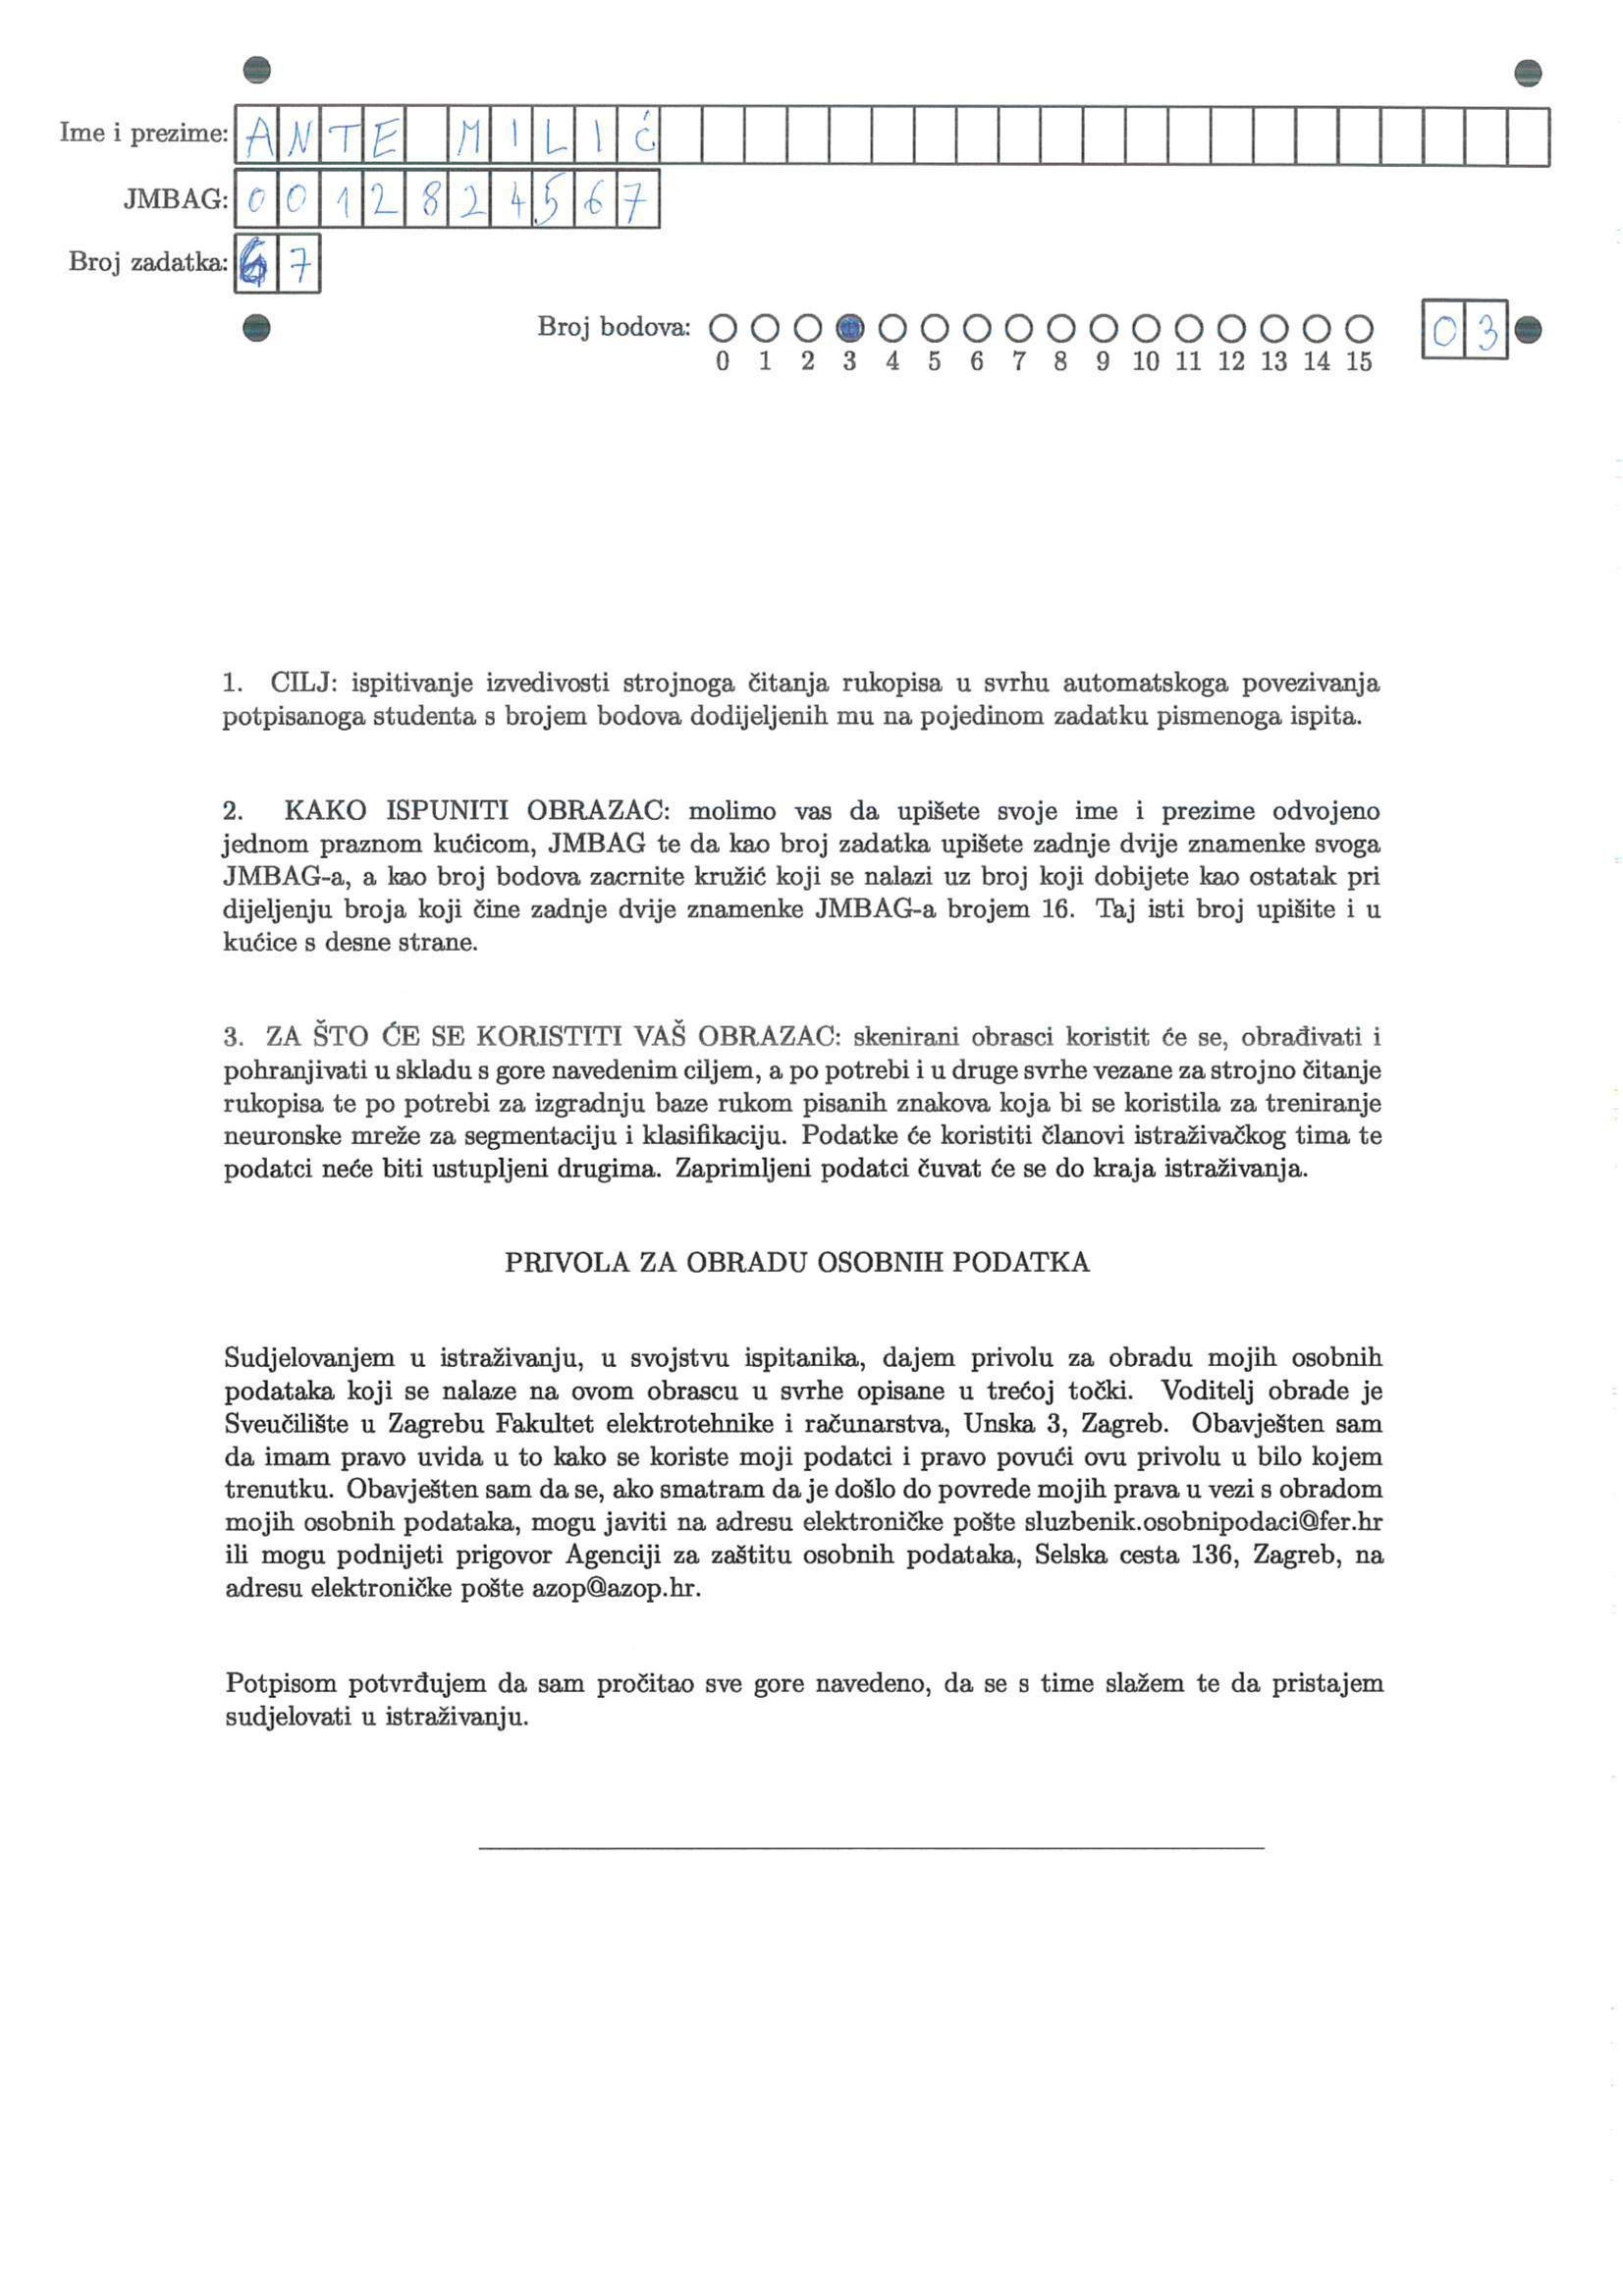 Ime i prezime: ANTE MILIĆ
JMBAG: 0012824567
Broj zadatka: 67
Broj bodova: 03
0 1 2 3 4 5 6 7 8 9 10 11 12 13 14 15
1. CILJ: ispitivanje izvedivosti strojnoga čitanja rukopisa u svrhu automatskoga povezivanja
potpisanoga studenta s brojem bodova dodijeljenih mu na pojedinom zadatku pismenoga ispita.
2. KAKO ISPUNITI OBRAZAC: molimo vas da upišete svoje ime i prezime odvojeno
jednom praznom kućicom, JMBAG te da kao broj zadatka upišete zadnje dvije znamenke svoga
JMBAG-a, a kao broj bodova zacrnite kružić koji se nalazi uz broj koji dobijete kao ostatak pri
dijeljenju broja koji čine zadnje dvije znamenke JMBAG-a brojem 16. Taj isti broj upišite i u
kućice s desne strane.
3. ZA ŠTO ĆE SE KORISTITI VAŠ OBRAZAC: skenirani obrasci koristit će se, obrađivati i
pohranjivati u skladu s gore navedenim ciljem, a po potrebi i u druge svrhe vezane za strojno čitanje
rukopisa te po potrebi za izgradnju baze rukom pisanih znakova koja bi se koristila za treniranje
neuronske mreže za segmentaciju i klasifikaciju. Podatke će koristiti članovi istraživačkog tima te
podatci neće biti ustupljeni drugima. Zaprimljeni podatci čuvat će se do kraja istraživanja.
PRIVOLA ZA OBRADU OSOBNIH PODATKA
Sudjelovanjem u istraživanju, u svojstvu ispitanika, dajem privolu za obradu mojih osobnih
podataka koji se nalaze na ovom obrascu u svrhe opisane u trećoj točki. Voditelj obrade je
Sveučilište u Zagrebu Fakultet elektrotehnike i računarstva, Unska 3, Zagreb. Obavješten sam
da imam pravo uvida u to kako se koriste moji podatci i pravo povući ovu privolu u bilo kojem
trenutku. Obavješten sam da se, ako smatram da je došlo do povrede mojih prava u vezi s obradom
mojih osobnih podataka, mogu javiti na adresu elektroničke pošte sluzbenik.osobnipodaci@fer.hr
ili mogu podnijeti prigovor Agenciji za zaštitu osobnih podataka, Selska cesta 136, Zagreb, na
adresu elektroničke pošte azop@azop.hr.
Potpisom potvrđujem da sam pročitao sve gore navedeno, da se s time slažem te da pristajem
sudjelovati u istraživanju.